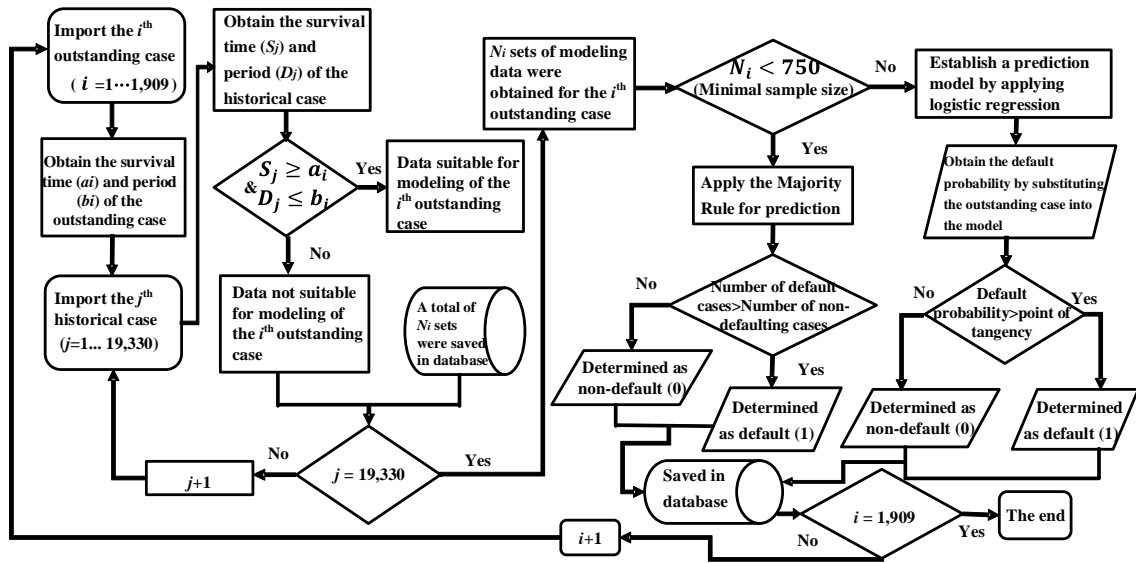 Import the iᵗʰ
outstanding case
( i =1⋯1,909)
Obtain the survival
time (ai) and period
(bi) of the
outstanding case
Import the jᵗʰ
historical case
(j=1... 19,330)
Obtain the survival
time (Sj) and
period (Dj) of the
historical case
Sj ≥ ai
&
Dj ≤ bi
Yes
Data suitable for
modeling of the
iᵗʰ outstanding
case
No
Data not suitable
for modeling of
the iᵗʰ outstanding
case
A total of
Ni sets
were saved
in database
j = 19,330
No
j+1
Yes
Ni sets of modeling
data were
obtained for the iᵗʰ
outstanding case
Ni < 750
(Minimal sample size)
No
Yes
Apply the Majority
Rule for prediction
Number of default
cases>Number of non-
defaulting cases
No
Determined as
non-default (0)
Yes
Determined
as default (1)
Establish a prediction
model by applying
logistic regression
Obtain the default
probability by substituting
the outstanding case into
the model
Default
probability>point of
tangency
No
Yes
Determined as
non-default (0)
Determined
as default (1)
Saved in
database
i = 1,909
No
i+1
Yes
The end